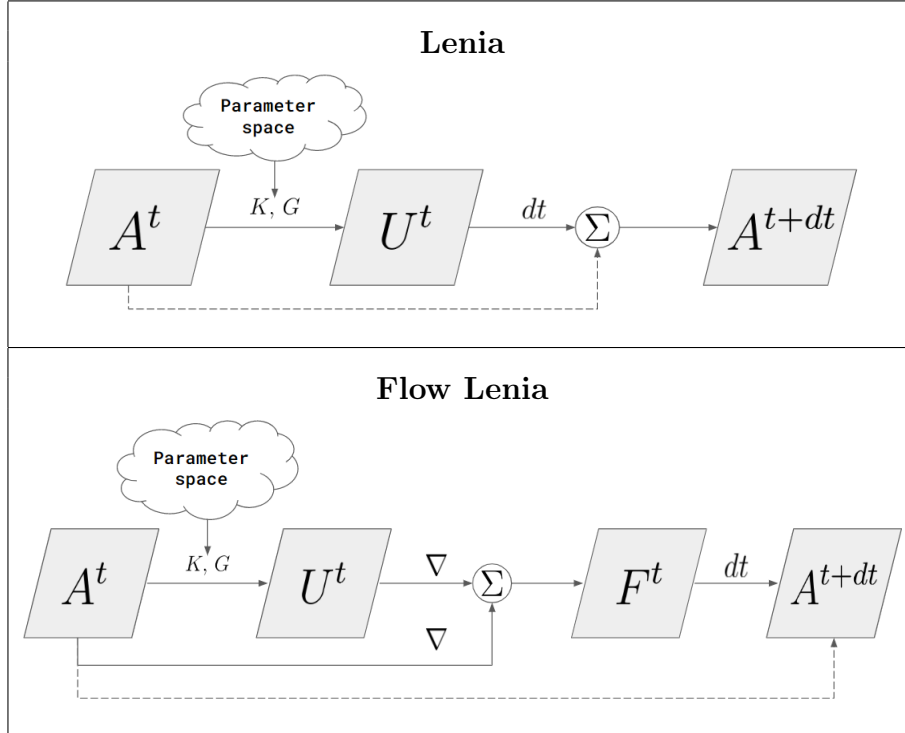 Lenia
Parameter
space
K, G
A^t
U^t
dt
Σ
A^{t+dt}
Flow Lenia
Parameter
space
K, G
A^t
U^t
∇
Σ
F^t
dt
A^{t+dt}
∇